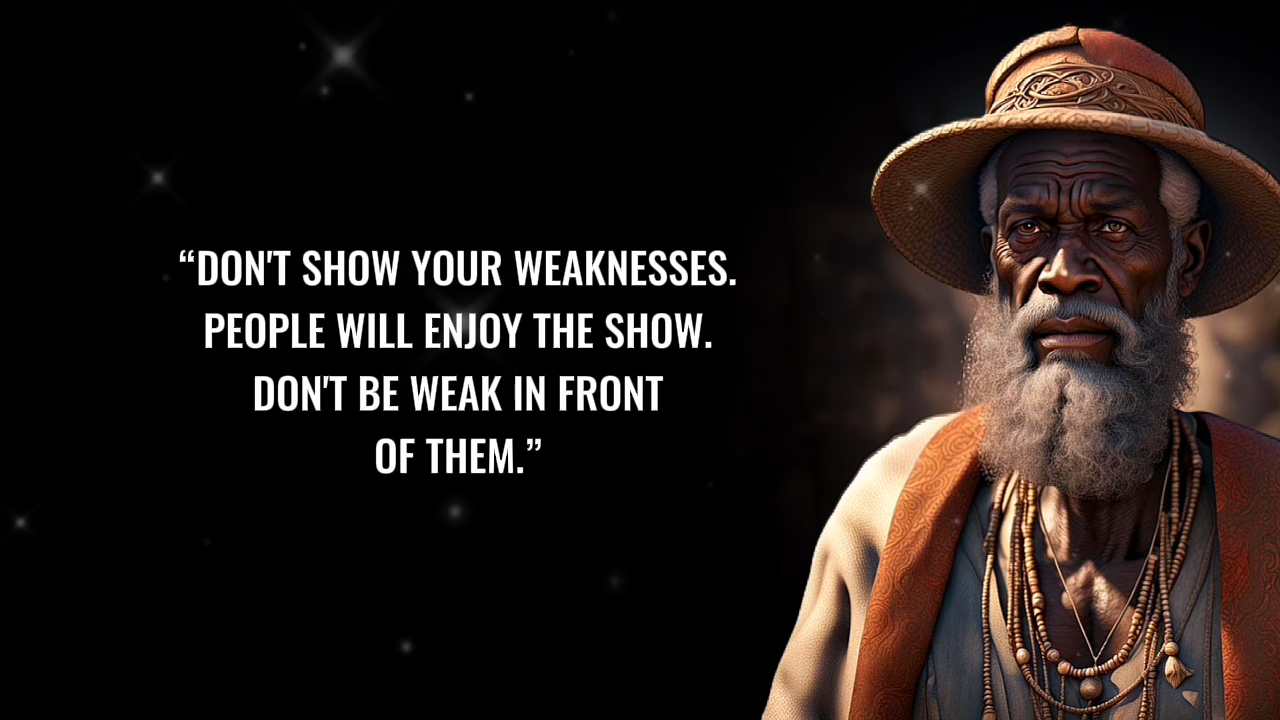 “DON'T SHOW YOUR WEAKNESSES.
PEOPLE WILL ENJOY THE SHOW.
DON'T BE WEAK IN FRONT
OF THEM.”